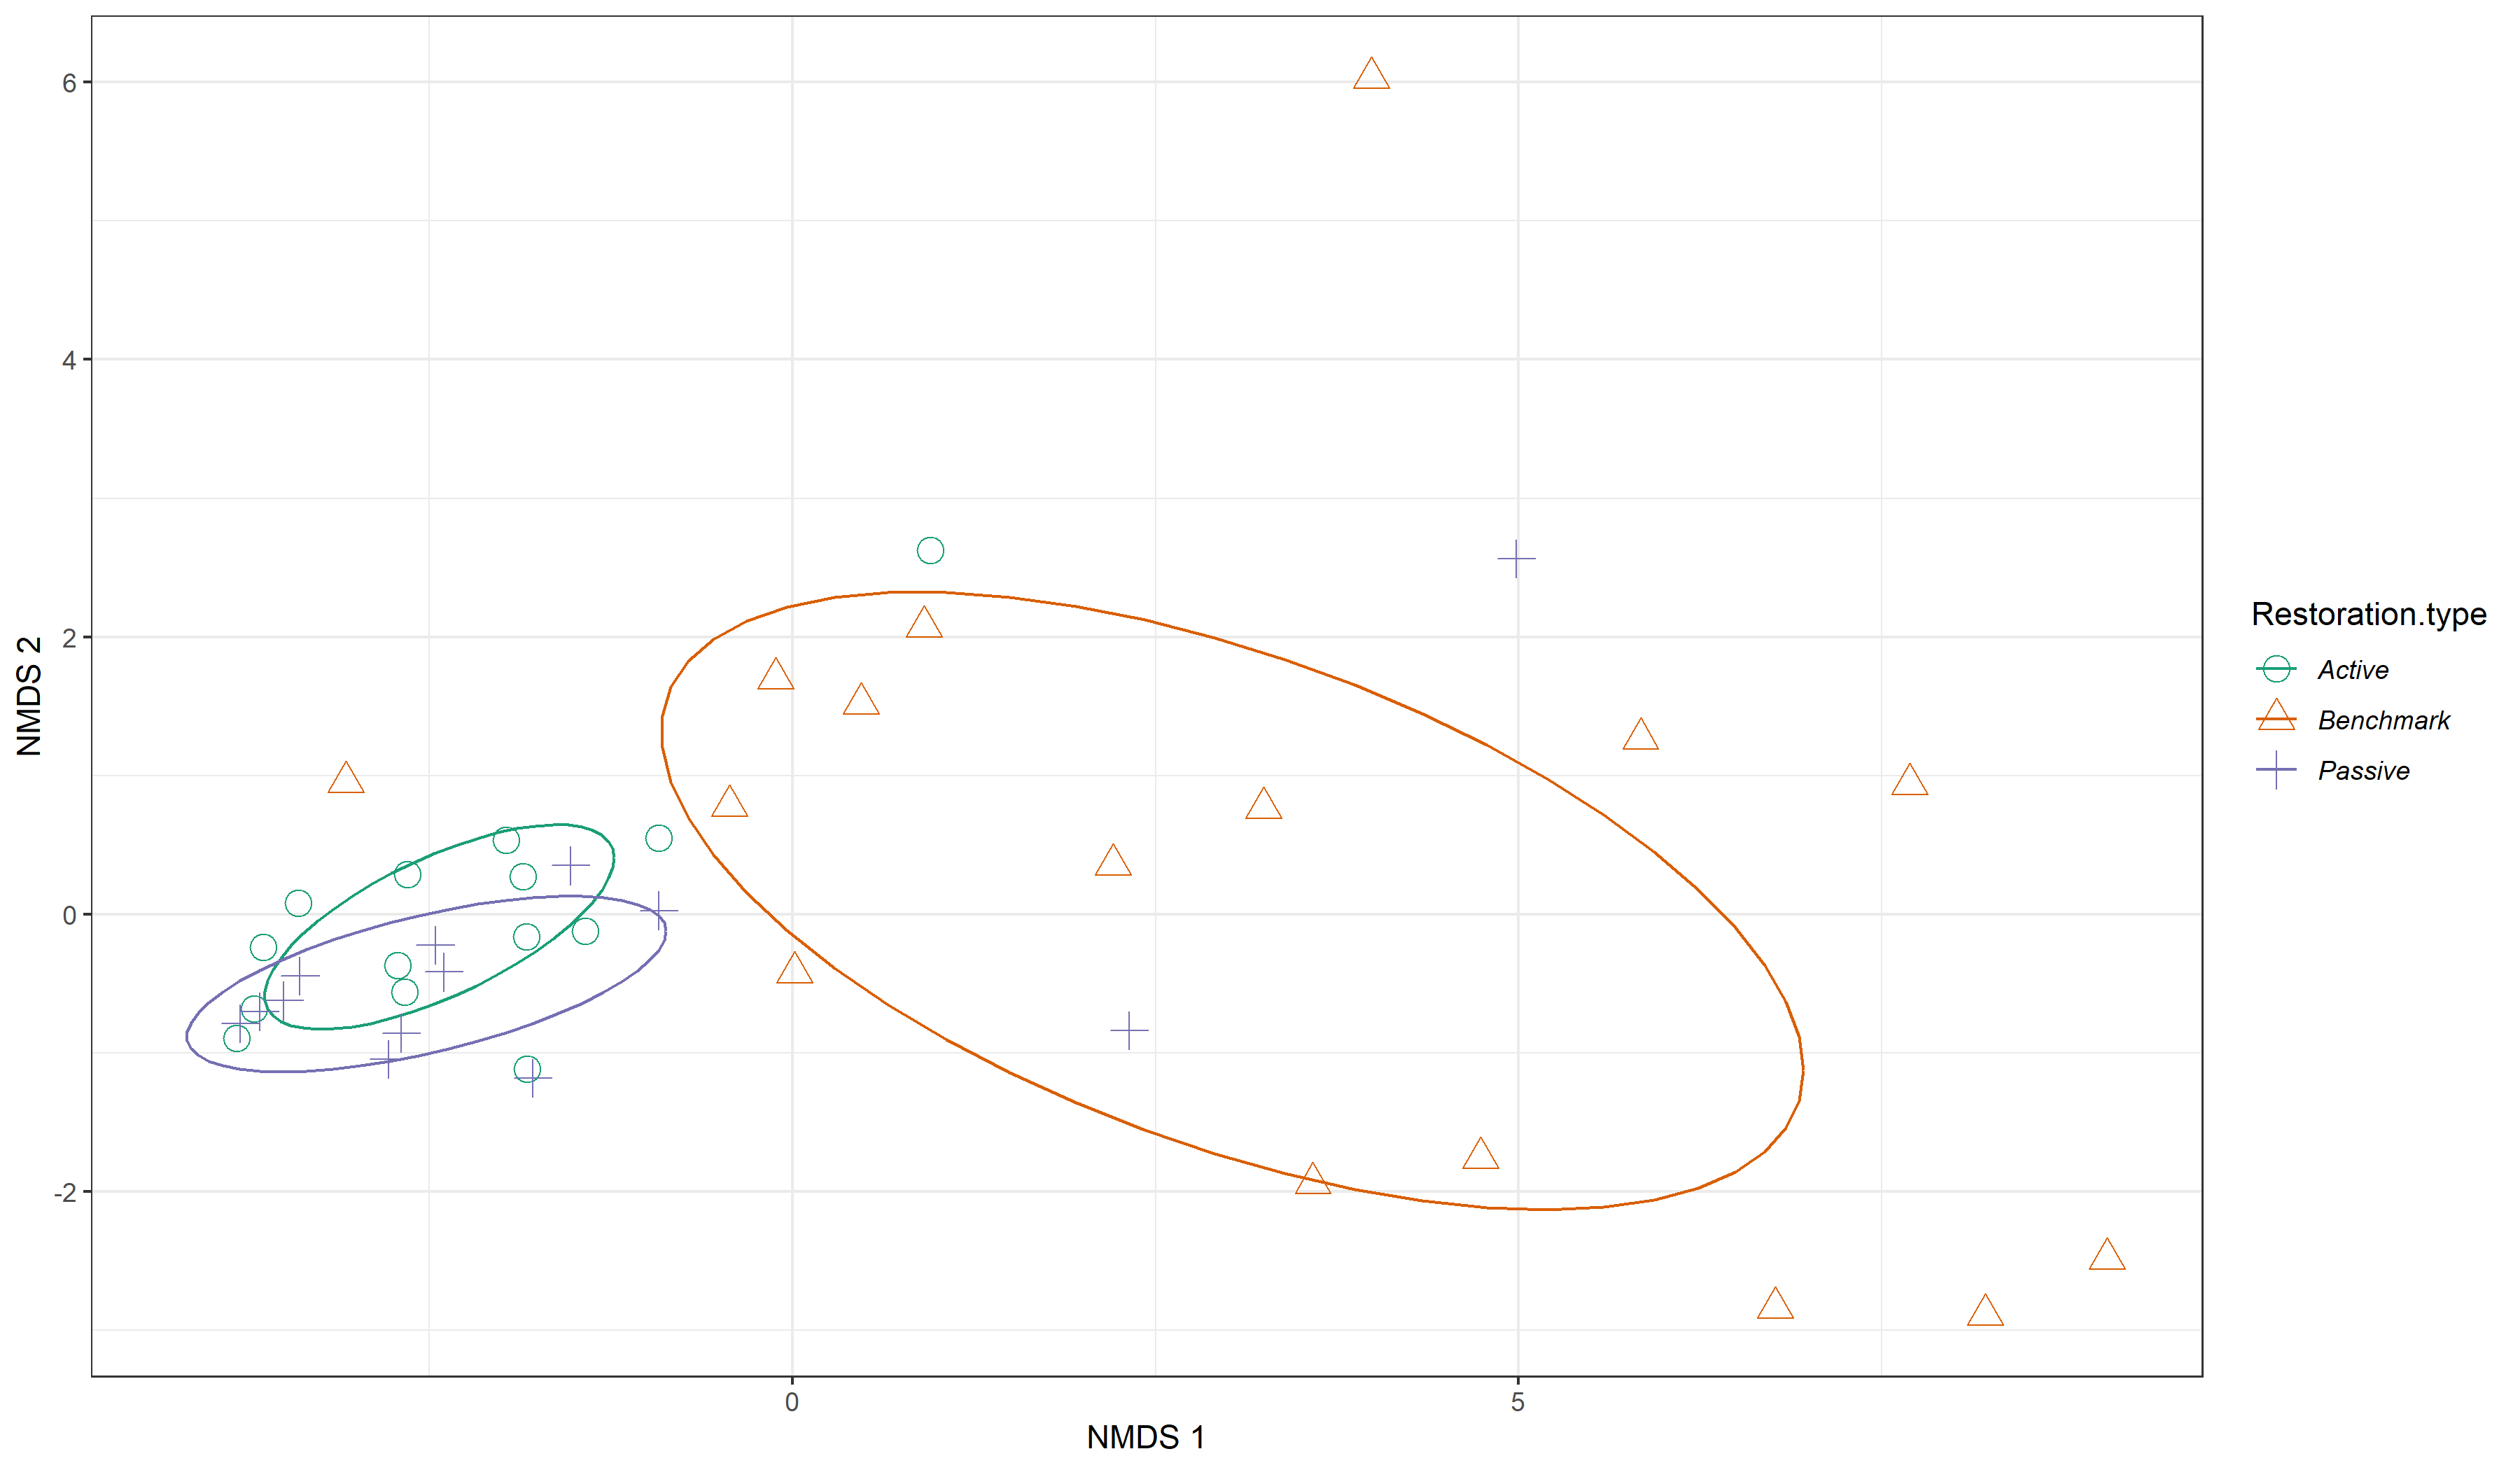 6
4
2
0
-2
NMDS 2
0
5
NMDS 1
Restoration.type
Active
Benchmark
Passive